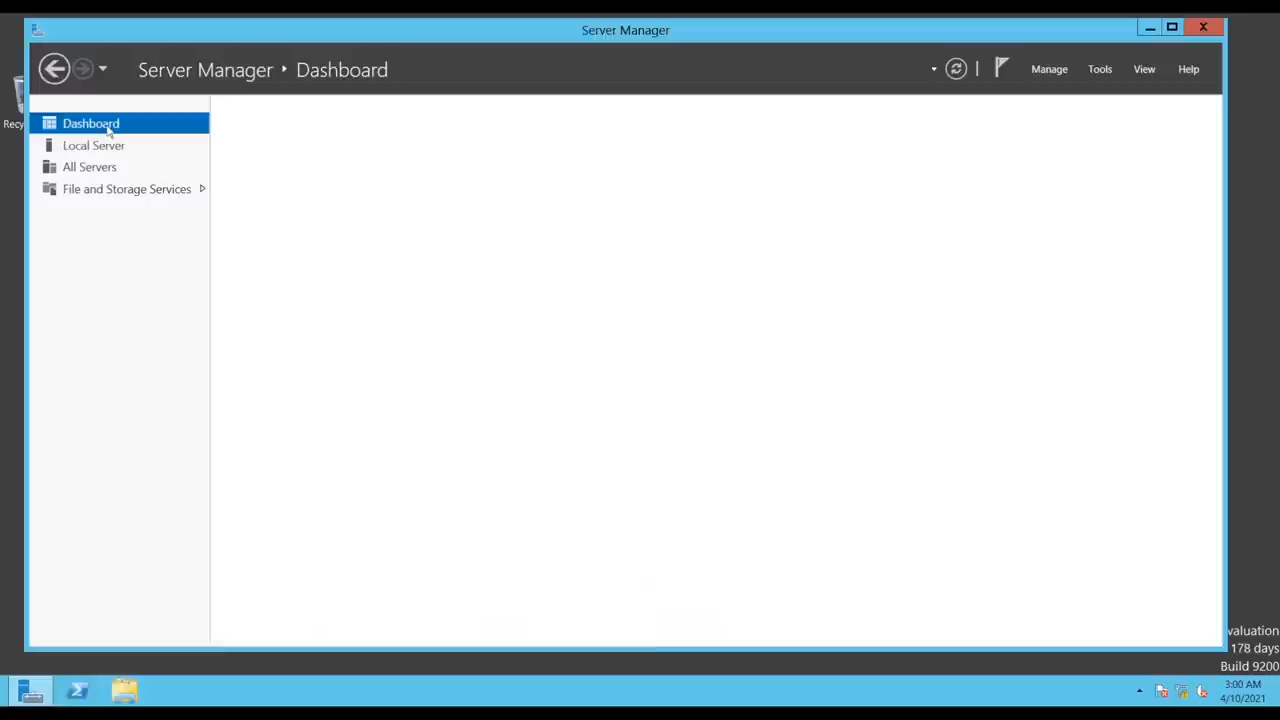 Server Manager
Server Manager ‣ Dashboard
Manage Tools View Help
Recy
Dashboard
Local Server
All Servers
File and Storage Services
valuation
178 days
Build 9200
3:00 AM
4/10/2021